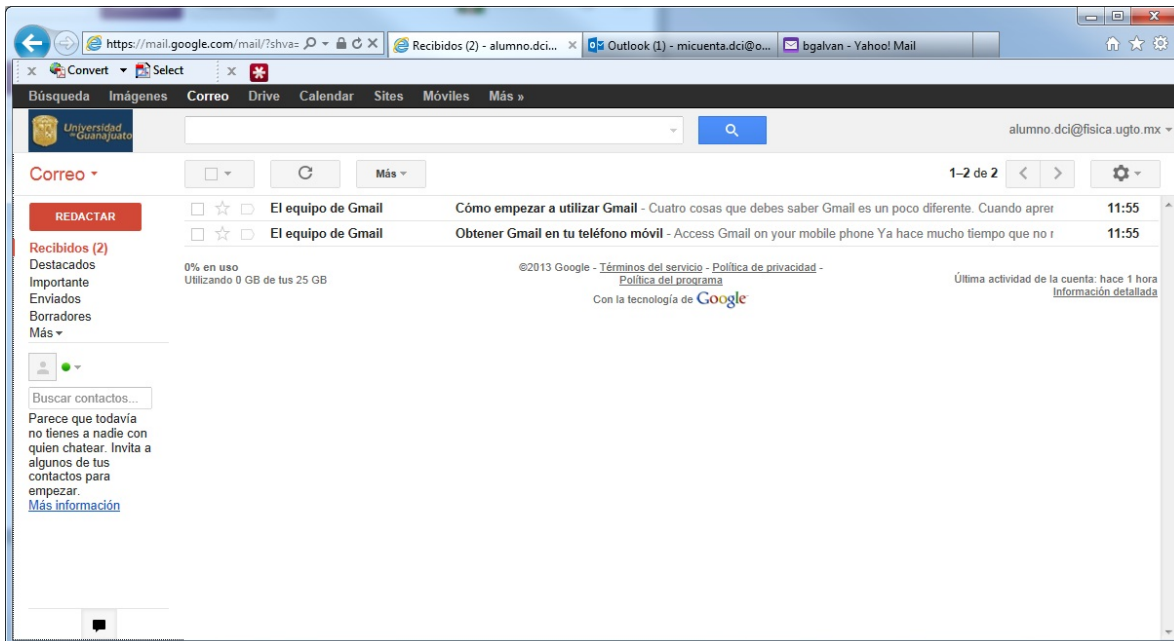 https://mail.google.com/mail/?shva=
Recibidos (2) - alumno.dci...
Outlook (1) - micuenta.dci@o...
bgalvan - Yahoo! Mail
Convert
Select
Búsqueda Imágenes Correo Drive Calendar Sites Móviles Más »
Universidad
de Guanajuato
alumno.dci@fisica.ugto.mx
Correo
Más
1–2 de 2
REDACTAR
El equipo de Gmail Cómo empezar a utilizar Gmail - Cuatro cosas que debes saber Gmail es un poco diferente. Cuando aprer 11:55
El equipo de Gmail Obtener Gmail en tu teléfono móvil - Access Gmail on your mobile phone Ya hace mucho tiempo que no r 11:55
Recibidos (2)
Destacados
Importante
Enviados
Borradores
Más
0% en uso
Utilizando 0 GB de tus 25 GB
©2013 Google - Términos del servicio - Política de privacidad -
Política del programa
Con la tecnología de Google
Última actividad de la cuenta: hace 1 hora
Información detallada
Buscar contactos...
Parece que todavía
no tienes a nadie con
quien chatear. Invita a
algunos de tus
contactos para
empezar.
Más información